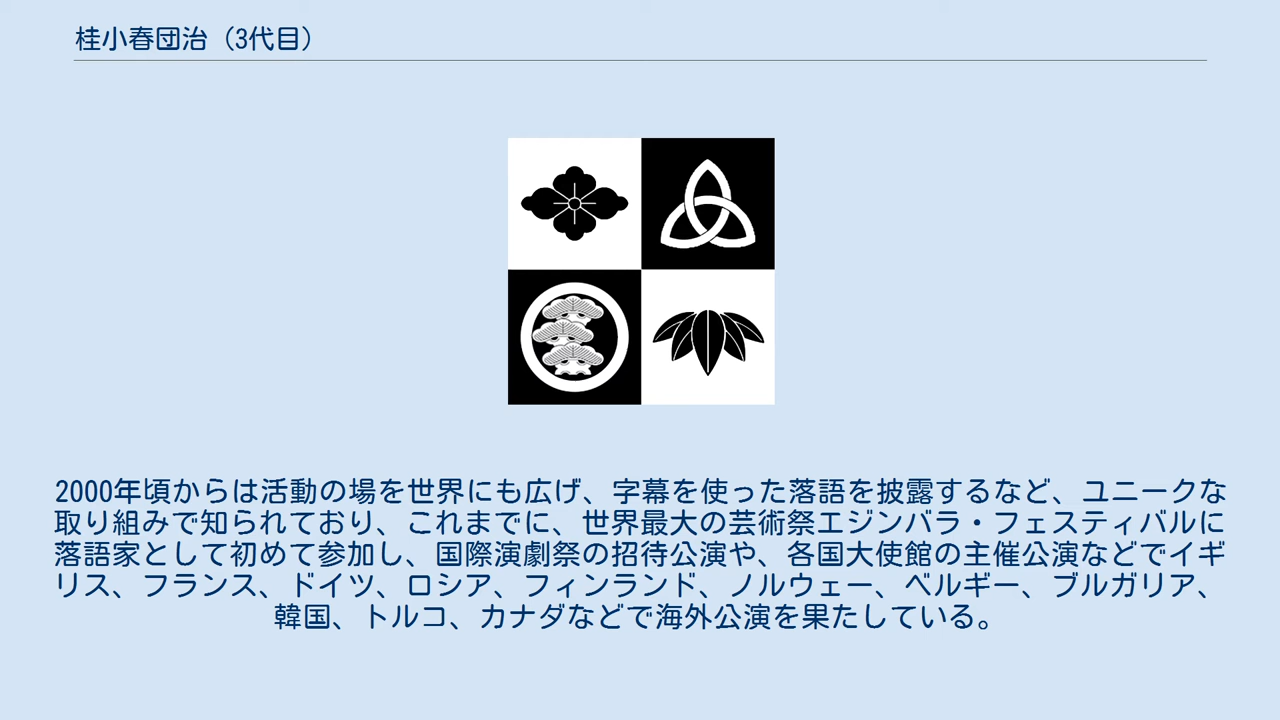 桂小春団治（3代目）
2000年頃からは活動の場を世界にも広げ、字幕を使った落語を披露するなど、ユニークな
取り組みで知られており、これまでに、世界最大の芸術祭エジンバラ・フェスティバルに
落語家として初めて参加し、国際演劇祭の招待公演や、各国大使館の主催公演などでイギ
リス、フランス、ドイツ、ロシア、フィンランド、ノルウェー、ベルギー、ブルガリア、
韓国、トルコ、カナダなどで海外公演を果たしている。